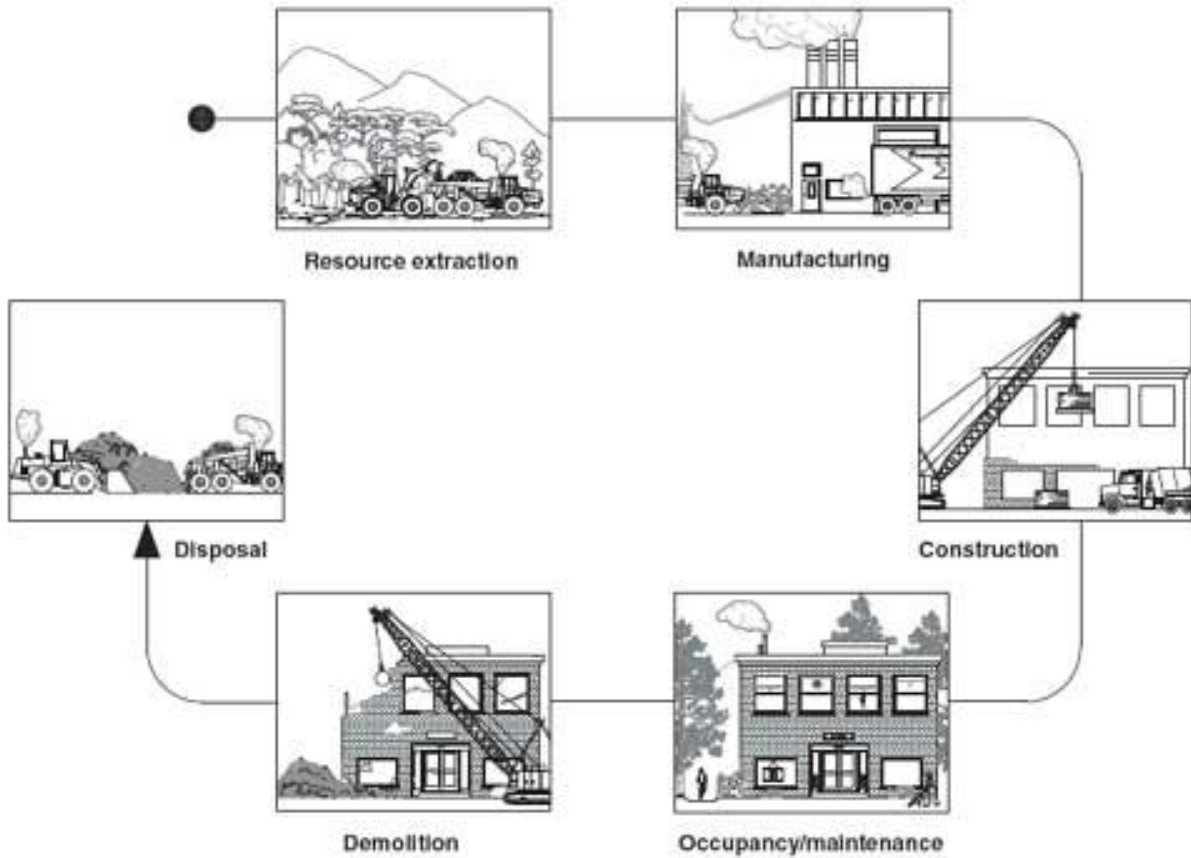 Resource extraction
Manufacturing
Construction
Occupancy/maintenance
Demolition
Disposal